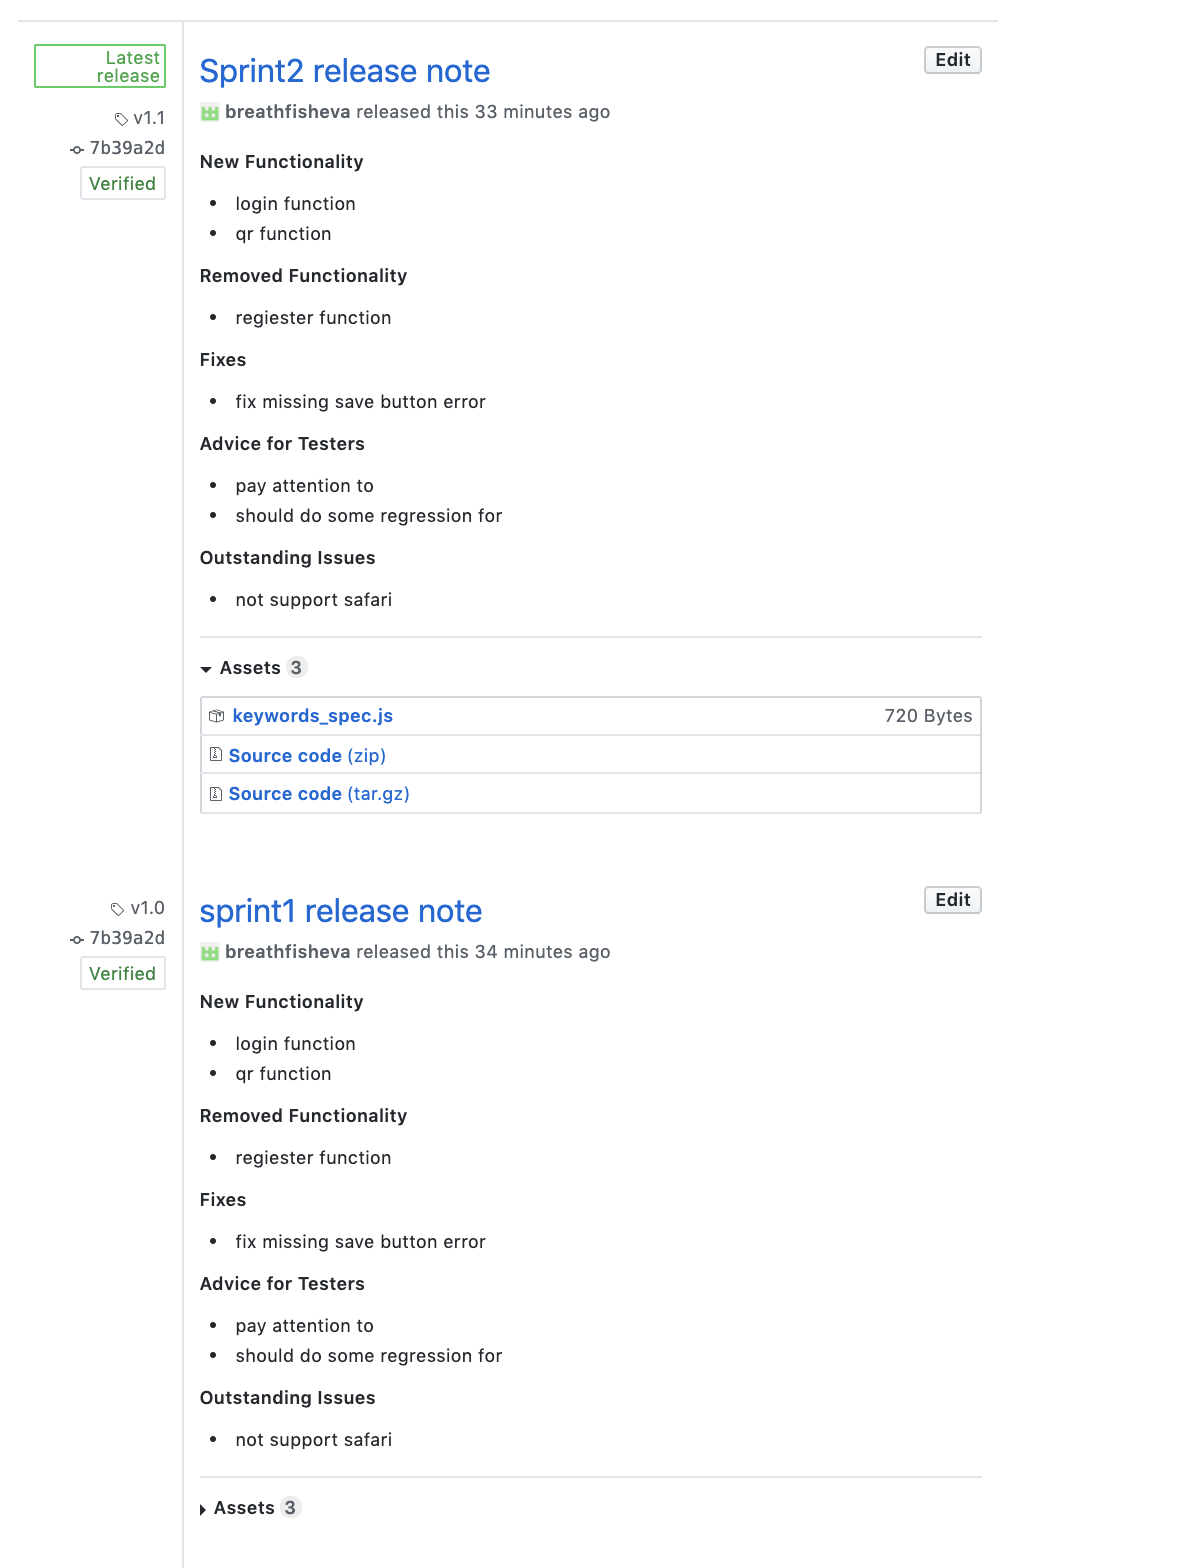 Latest
release
v1.1
7b39a2d
Verified
Sprint2 release note
Edit
breathfisheva released this 33 minutes ago
New Functionality
• login function
• qr function
Removed Functionality
• regiester function
Fixes
• fix missing save button error
Advice for Testers
• pay attention to
• should do some regression for
Outstanding Issues
• not support safari
Assets 3
keywords_spec.js 720 Bytes
Source code (zip)
Source code (tar.gz)
v1.0
7b39a2d
Verified
sprint1 release note
Edit
breathfisheva released this 34 minutes ago
New Functionality
• login function
• qr function
Removed Functionality
• regiester function
Fixes
• fix missing save button error
Advice for Testers
• pay attention to
• should do some regression for
Outstanding Issues
• not support safari
Assets 3